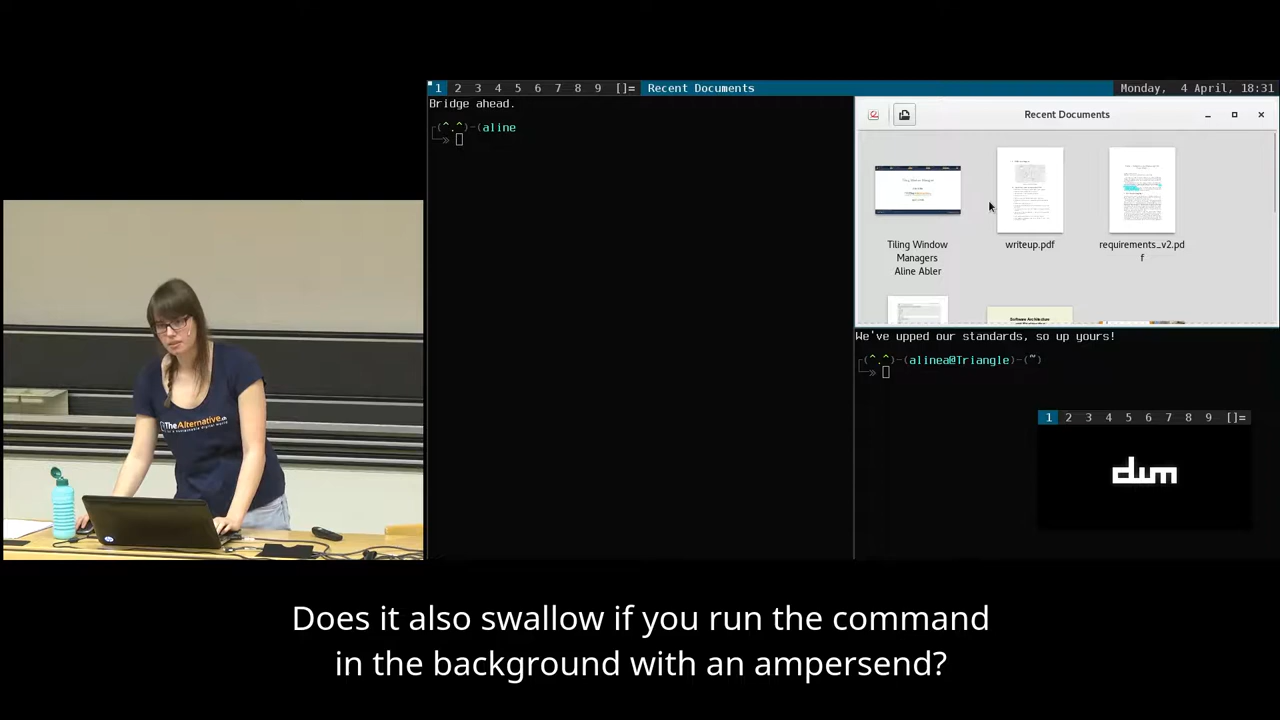 1 2 3 4 5 6 7 8 9 []= Recent Documents Monday, 4 April, 18:31
Bridge ahead.
┌(^.^)-(aline
└─»
Recent Documents
Tiling Window
Managers
Aline Abler
writeup.pdf
requirements_v2.pd
f
We've upped our standards, so up yours!
┌(^.^)-(alinea@Triangle)-(~)
└─»
1 2 3 4 5 6 7 8 9 []=
dwm
TheAlternative.ch
Does it also swallow if you run the command
in the background with an ampersend?